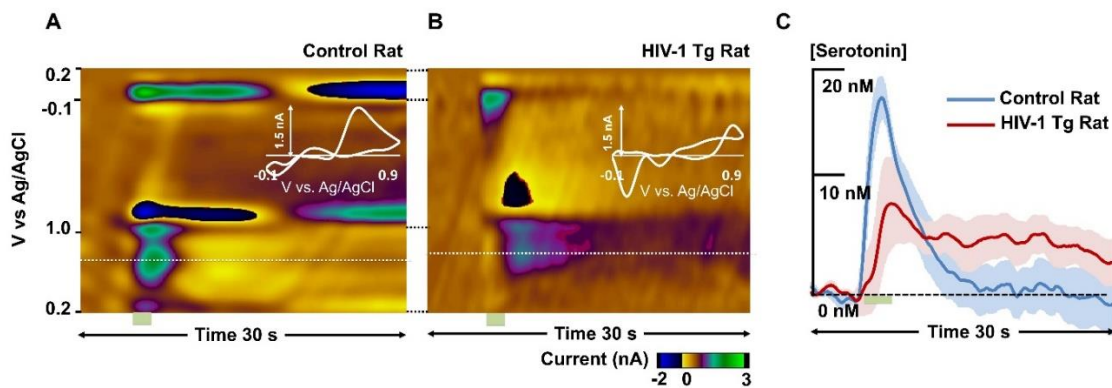 A
Control Rat
0.2
-0.1
1.0
0.2
V vs Ag/AgCl
1.5 nA
-0.1
0.9
V vs. Ag/AgCl
Time 30 s
B
HIV-1 Tg Rat
1.5 nA
-0.1
0.9
V vs. Ag/AgCl
Time 30 s
Current (nA)
-2 0 3
C
[Serotonin]
20 nM
10 nM
0 nM
Control Rat
HIV-1 Tg Rat
Time 30 s